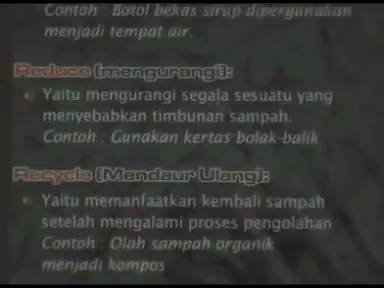 Contoh : Botol bekas sirup dipergunakan
menjadi tempat air.
Reduce (mengurangi):
Yaitu mengurangi segala sesuatu yang
menyebabkan timbunan sampah.
Contoh : Gunakan kertas bolak-balik
Recycle (Mendaur Ulang):
Yaitu memanfaatkan kembali sampah
setelah mengalami proses pengolahan
Contoh : Olah sampah organik
menjadi kompos